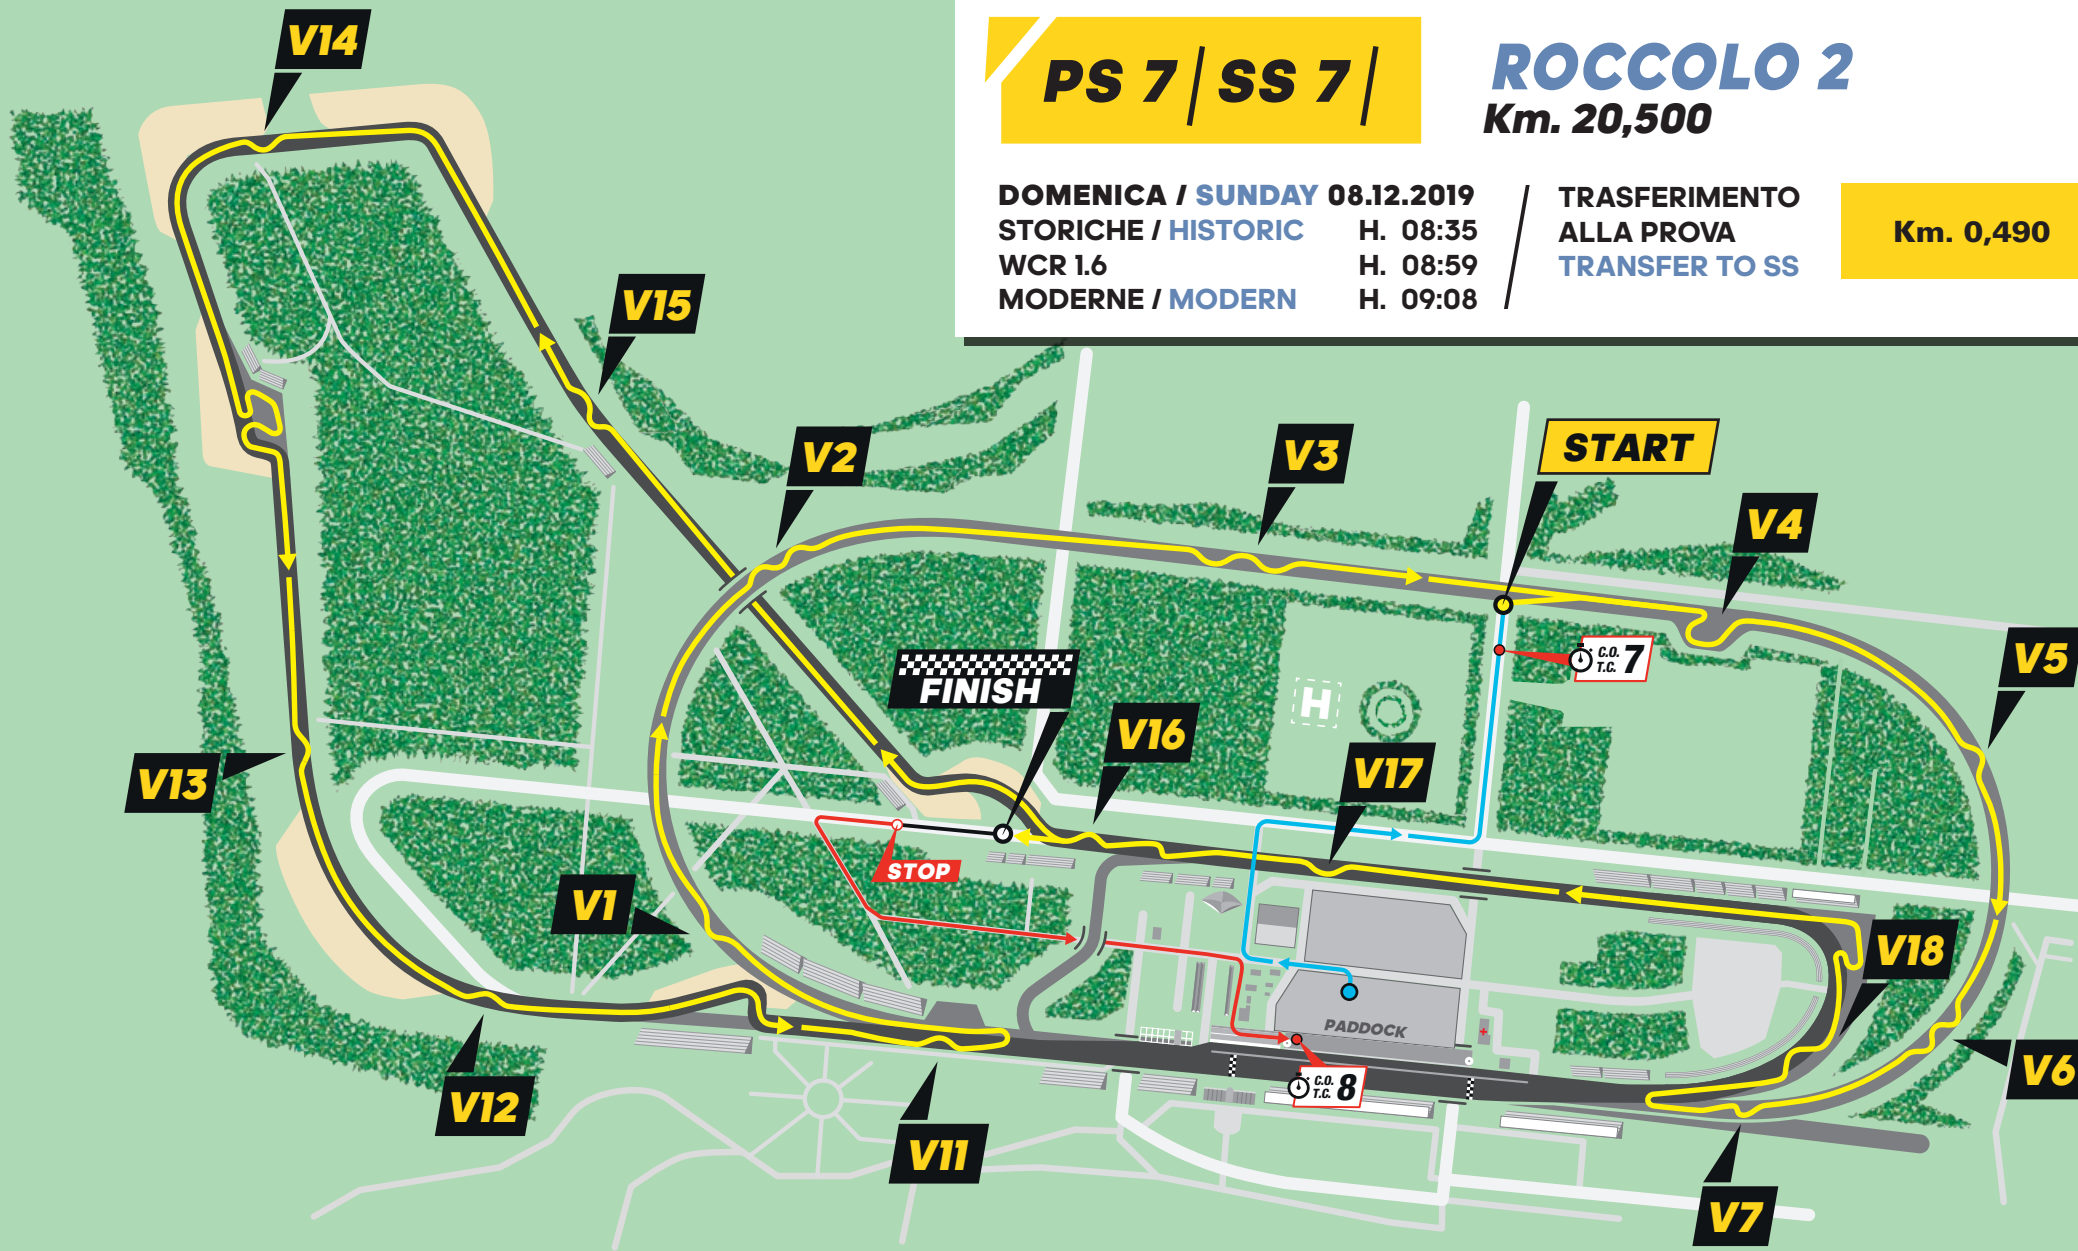 PS 7 / SS 7 /
ROCCOLO 2
Km. 20,500
DOMENICA / SUNDAY 08.12.2019
STORICHE / HISTORIC H. 08:35
WCR 1.6 H. 08:59
MODERNE / MODERN H. 09:08
TRASFERIMENTO
ALLA PROVA
TRANSFER TO SS
Km. 0,490
V14
V15
V2
V3
START
V4
V5
C.O.
T.C. 7
H
FINISH
V16
V17
V13
STOP
V1
V18
PADDOCK
C.O.
T.C. 8
V6
V12
V11
V7